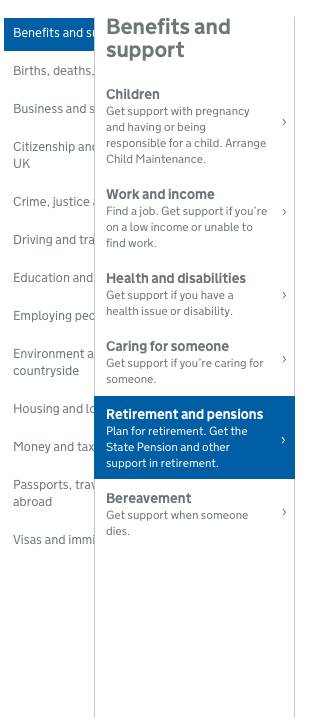 Benefits and su
Births, deaths,
Business and s
Citizenship and
UK
Crime, justice
Driving and tra
Education and
Employing peo
Environment a
countryside
Housing and lo
Money and tax
Passports, trav
abroad
Visas and immi
Benefits and
support
Children
Get support with pregnancy
and having or being
responsible for a child. Arrange
Child Maintenance.
Work and income
Find a job. Get support if you’re
on a low income or unable to
find work.
Health and disabilities
Get support if you have a
health issue or disability.
Caring for someone
Get support if you’re caring for
someone.
Retirement and pensions
Plan for retirement. Get the
State Pension and other
support in retirement.
Bereavement
Get support when someone
dies.